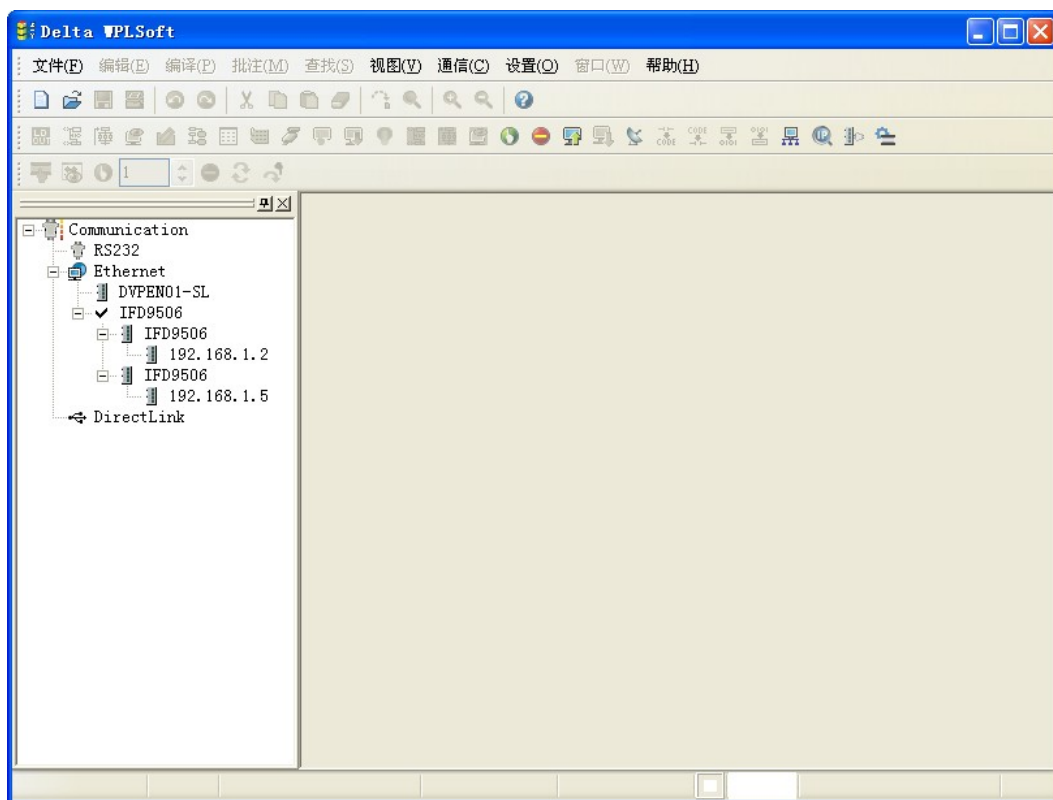 Delta WPLSoft
文件(F) 编辑(E) 编译(P) 批注(M) 查找(S) 视图(V) 通信(C) 设置(O) 窗口(W) 帮助(H)
1
Communication
RS232
Ethernet
DVPEN01-SL
IFD9506
IFD9506
192.168.1.2
IFD9506
192.168.1.5
DirectLink